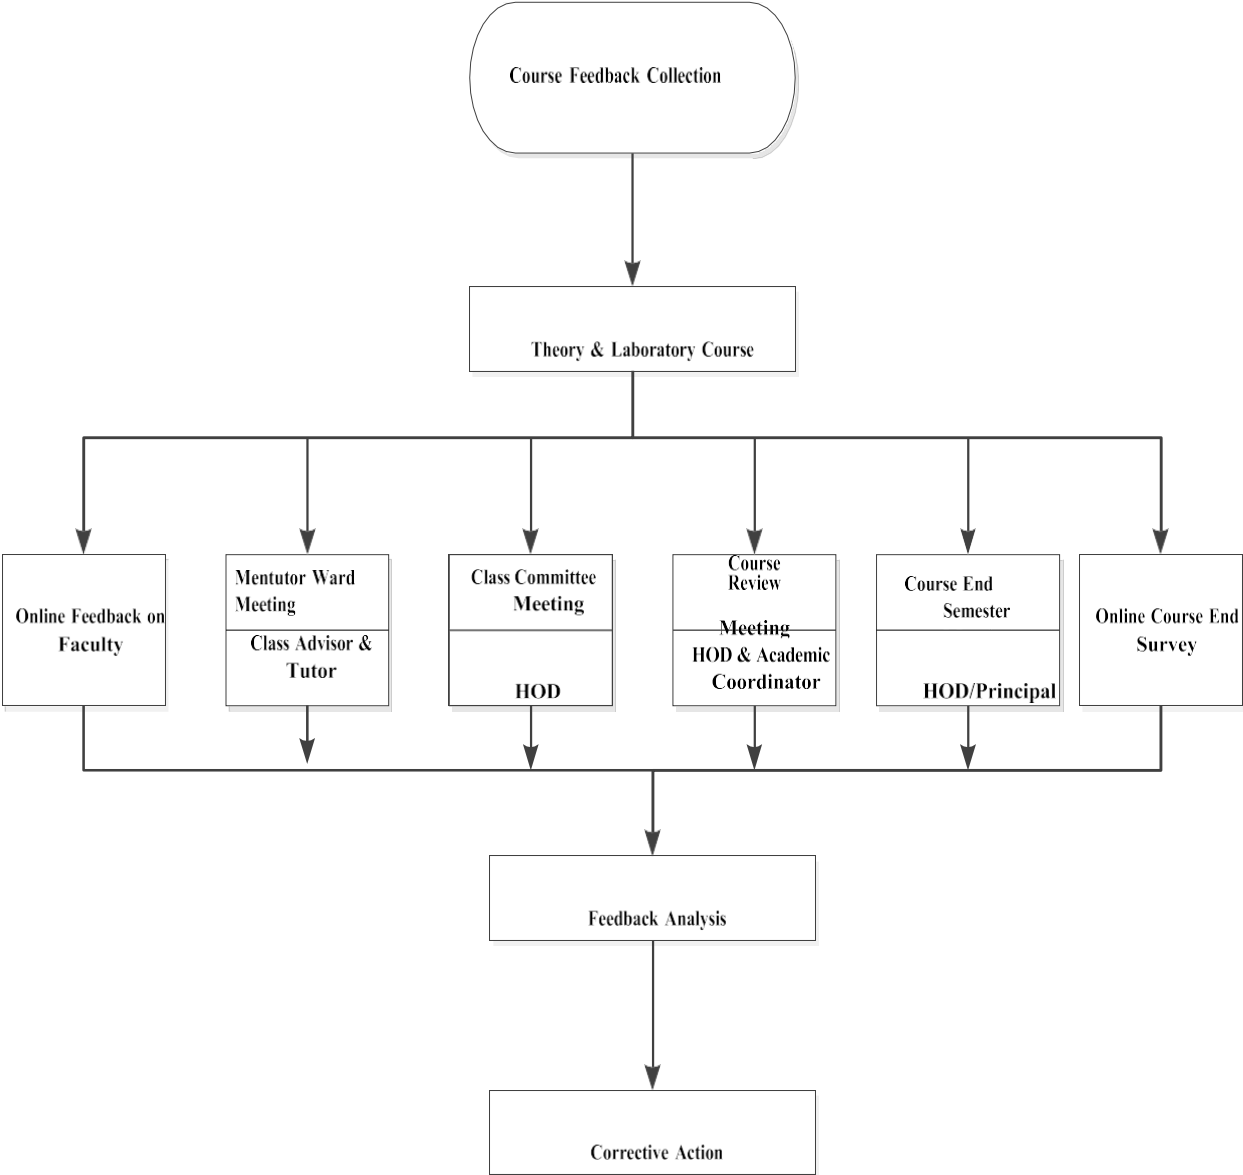 Course Feedback Collection
Theory & Laboratory Course
Online Feedback on
Faculty
Mentutor Ward
Meeting
Class Advisor &
Tutor
Class Committee
Meeting
HOD
Course
Review
Meeting
HOD & Academic
Coordinator
Course End
Semester
HOD/Principal
Online Course End
Survey
Feedback Analysis
Corrective Action